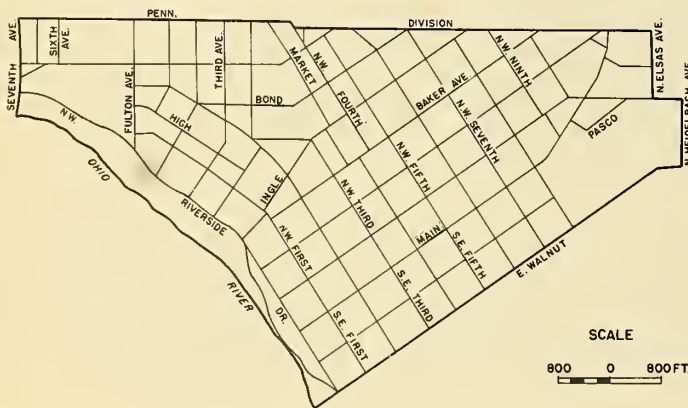 PENN.
DIVISION
SEVENTH AVE.
SIXTH AVE.
FULTON AVE.
THIRD AVE.
MARKET
N.W. FOURTH
BAKER AVE.
N.W. NINTH
N. ELSAS AVE.
N. HEIDELBACH AVE.
BOND
HIGH
N.W.
RIVERSIDE
DR.
INGLE
N.W. FIFTH
N.W. SEVENTH
PASCO
OHIO
RIVER
N.W. FIRST
N.W. THIRD
MAIN
S.E. FIFTH
E. WALNUT
S.E. FIRST
S.E. THIRD
SCALE
800 0 800 FT.